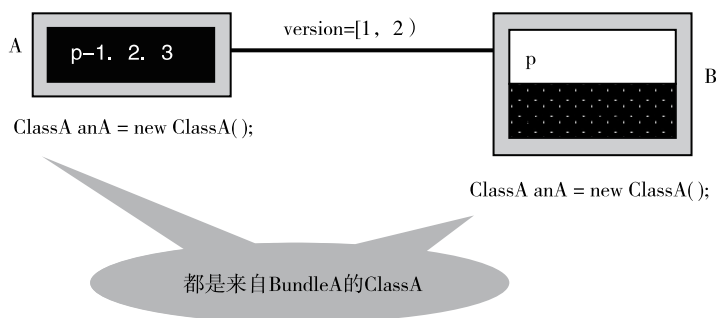 version=[1, 2)
A
p-1. 2. 3
p
B
ClassA anA = new ClassA();
ClassA anA = new ClassA();
都是来自BundleA的ClassA